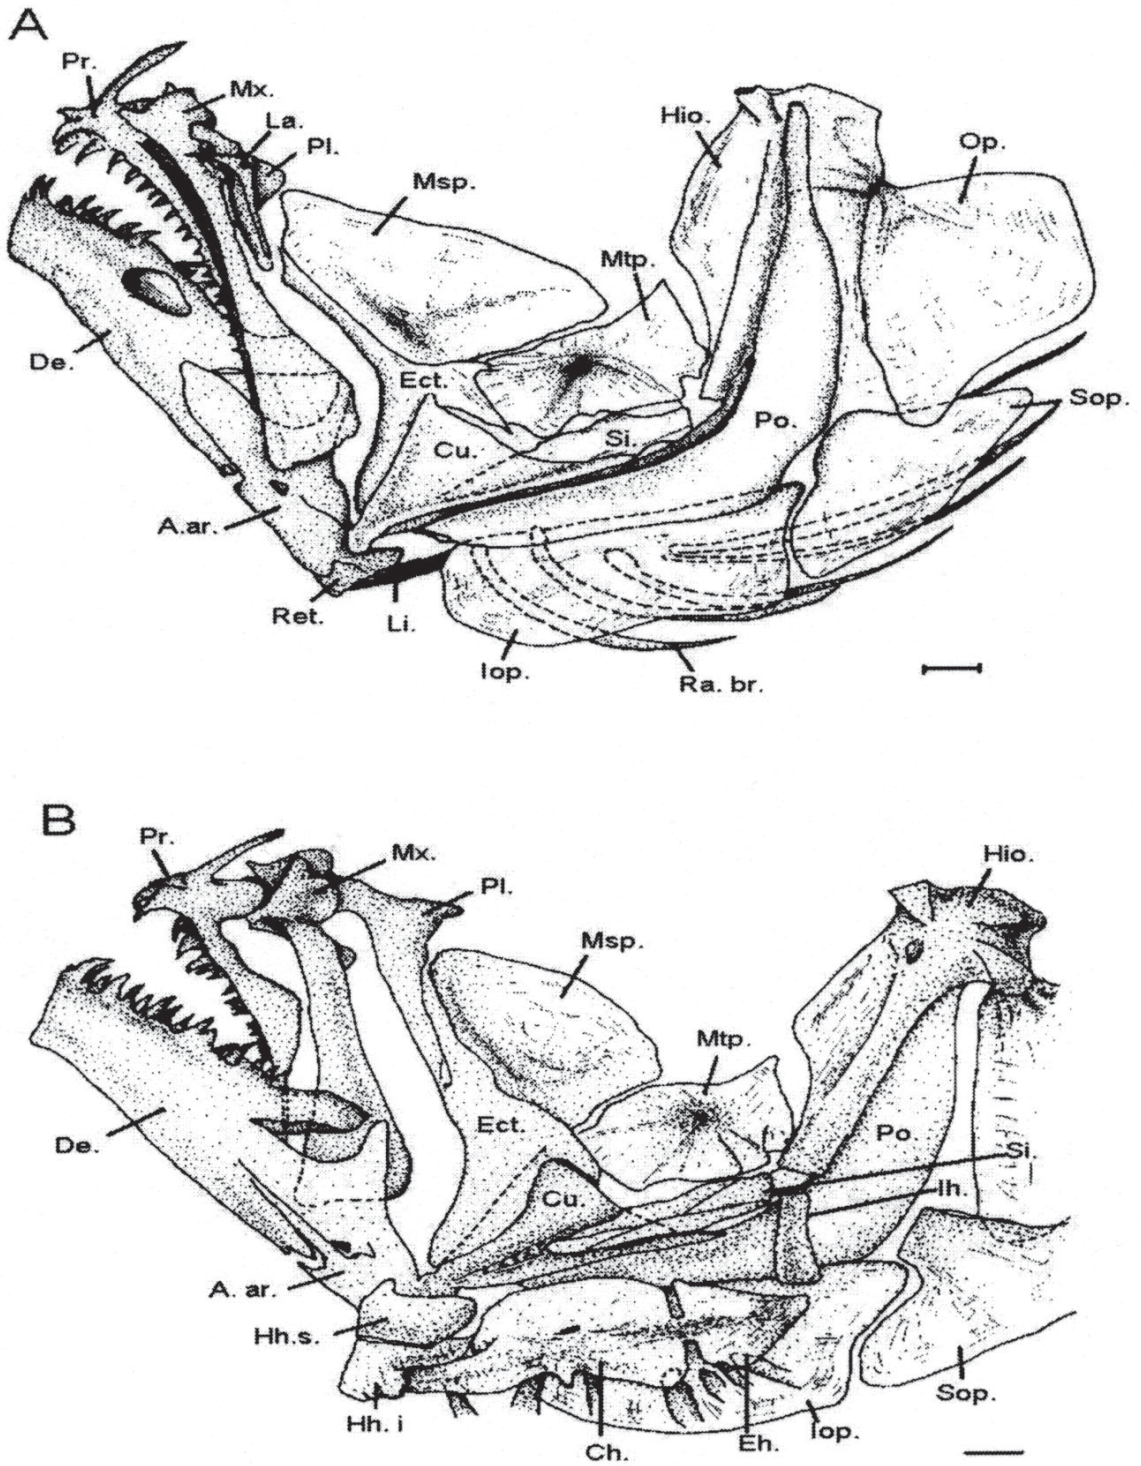 A
Pr.
Mx.
La.
Pl.
Msp.
Hio.
Op.
Mtp.
De.
Ect.
Cu.
Si.
Po.
Sop.
A.ar.
Ret.
Li.
Iop.
Ra. br.
B
Pr.
Mx.
Pl.
Hio.
Msp.
Mtp.
De.
Ect.
Po.
Si.
Cu.
Ih.
A. ar.
Hh.s.
Hh. i
Ch.
Eh.
Iop.
Sop.